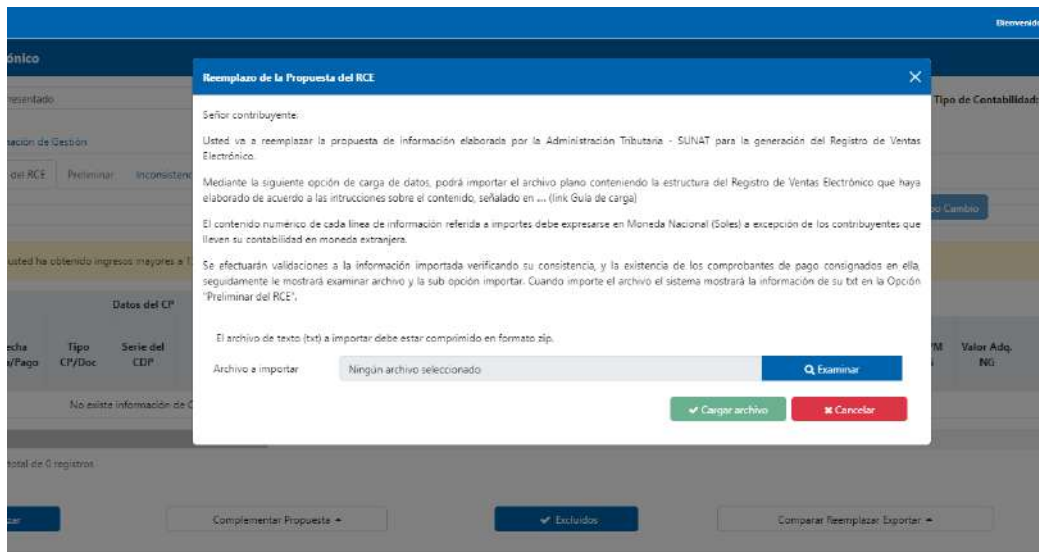 Bienvenido
ónico
Reemplazo de la Propuesta del RCE
resentado
Tipo de Contabilidad:
Señor contribuyente:
Usted va a reemplazar la propuesta de información elaborada por la Administración Tributaria - SUNAT para la generación del Registro de Ventas
Electrónico.
mación de Gestión
del RCE Preliminar Inconsistenc
Mediante la siguiente opción de carga de datos, podrá importar el archivo plano conteniendo la estructura del Registro de Ventas Electrónico que haya
elaborado de acuerdo a las intrucciones sobre el contenido, señalado en .... (link Guía de carga)
po Cambio
El contenido numérico de cada línea de información referida a importes debe expresarse en Moneda Nacional (Soles) a excepción de los contribuyentes que
lleven su contabilidad en moneda extranjera.
usted ha obtenido ingresos mayores a
Se efectuarán validaciones a la información importada verificando su consistencia, y la existencia de los comprobantes de pago consignados en ella,
seguidamente le mostrará examinar archivo y la sub opción importar. Cuando importe el archivo el sistema mostrará la información de su txt en la Opción
"Preliminar del RCE".
Datos del CP
El archivo de texto (txt) a importar debe estar comprimido en formato zip.
echa Tipo Serie del
/Pago CP/Doc CDP
Valor Adq.
NG
Archivo a importar Ningún archivo seleccionado Examinar
No existe información de C
Cargar archivo Cancelar
total de 0 registros
zar Complementar Propuesta Excluidos Comparar Reemplazar Exportar